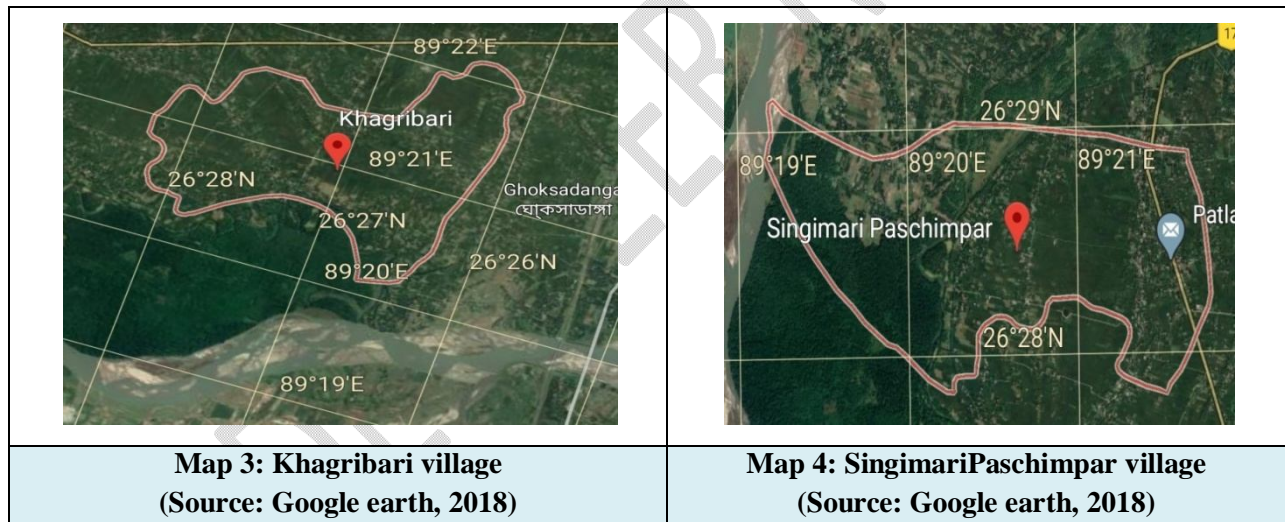 89°22'E
Khagribari
89°21'E
26°28'N
Ghoksadanga
ঘোকসাডাঙ্গা
26°27'N
89°20'E
26°26'N
89°19'E
Map 3: Khagribari village
(Source: Google earth, 2018)
17
26°29'N
89°19'E
89°20'E
89°21'E
Singimari Paschimpar
Patla
26°28'N
Map 4: SingimariPaschimpar village
(Source: Google earth, 2018)